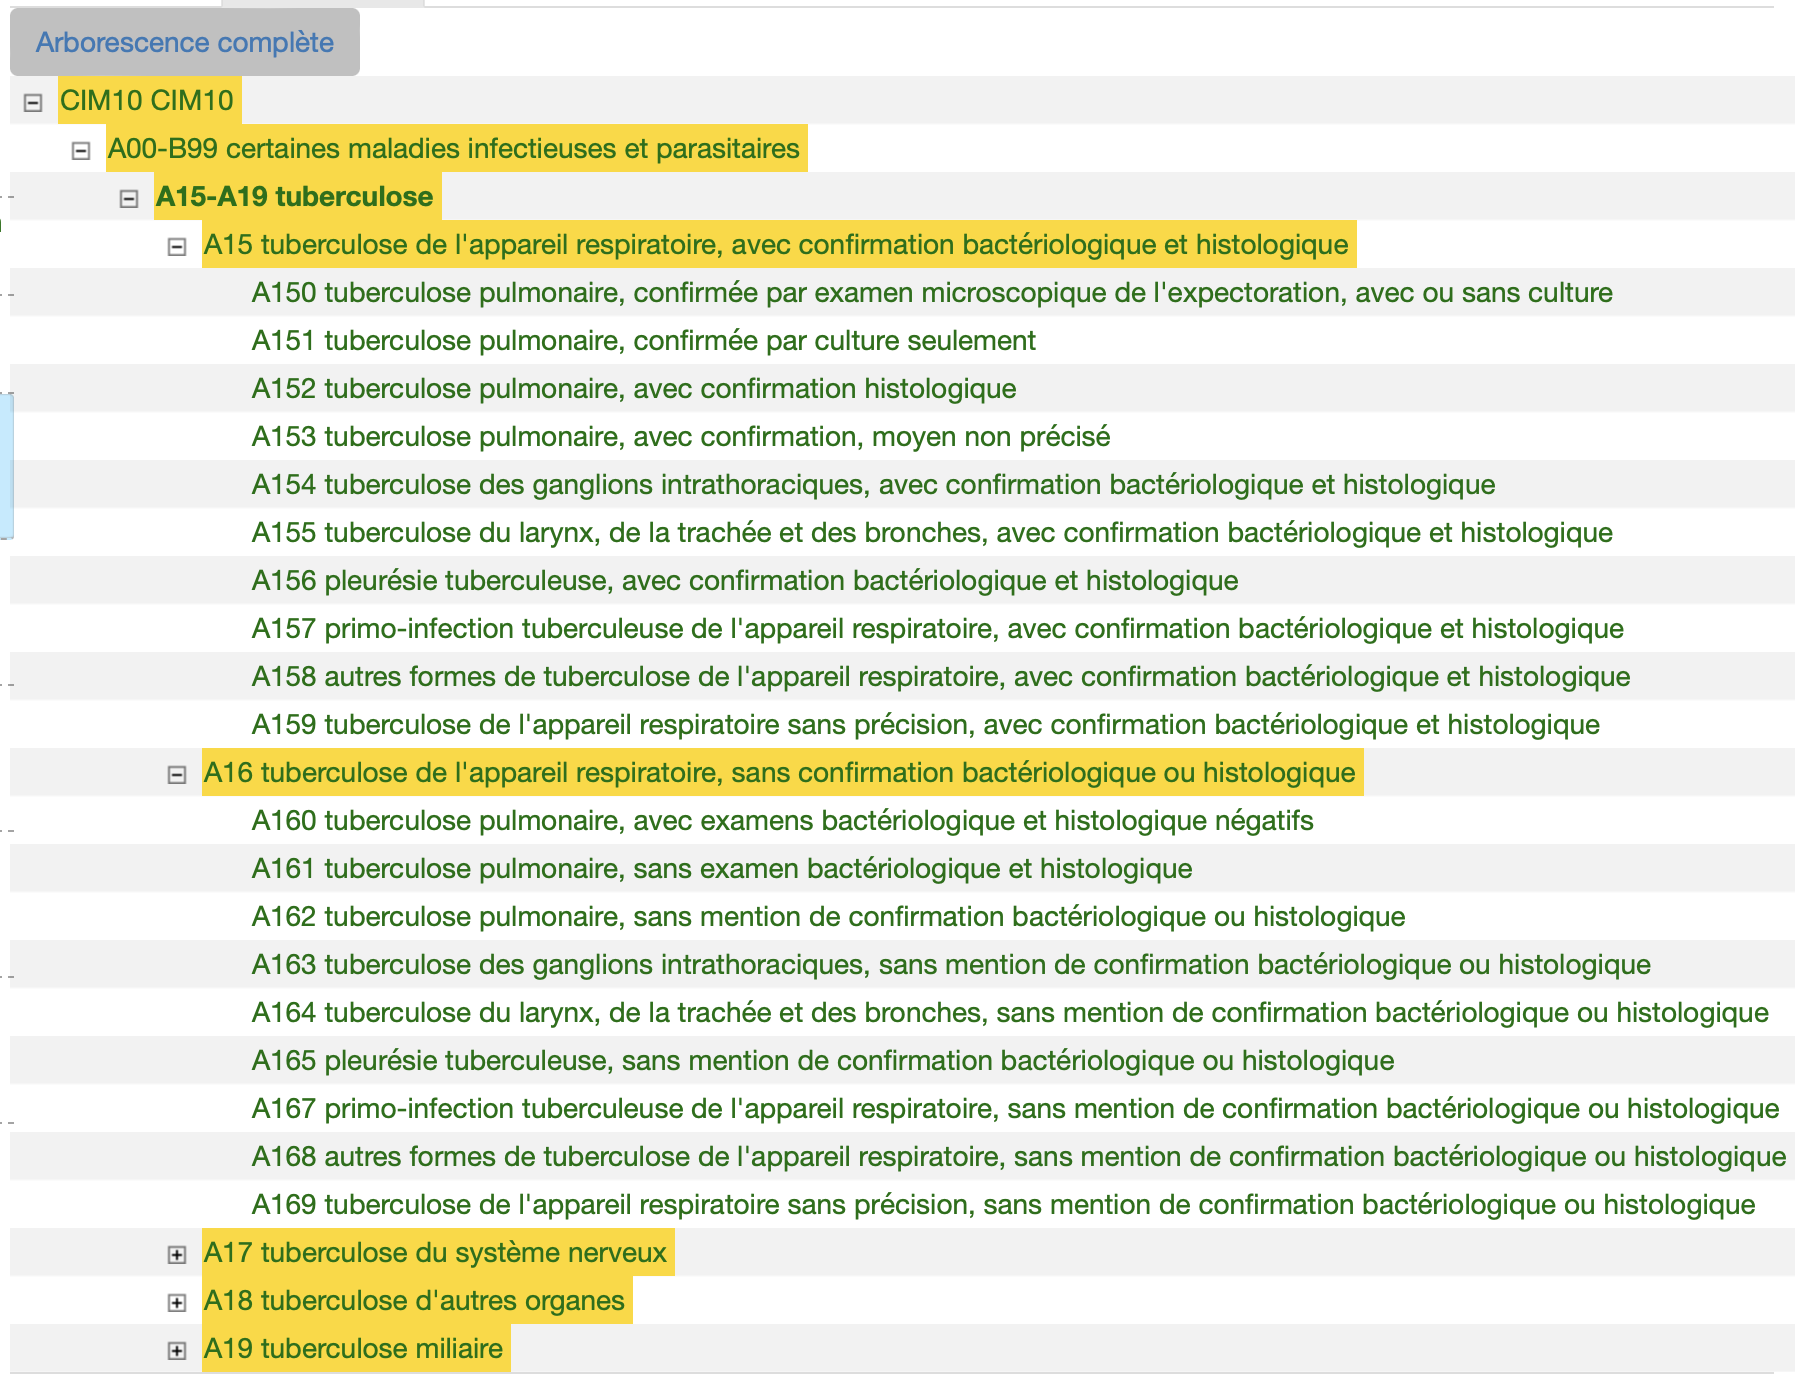 Arborescence complète
CIM10 CIM10
A00-B99 certaines maladies infectieuses et parasitaires
A15-A19 tuberculose
A15 tuberculose de l'appareil respiratoire, avec confirmation bactériologique et histologique
A150 tuberculose pulmonaire, confirmée par examen microscopique de l'expectoration, avec ou sans culture
A151 tuberculose pulmonaire, confirmée par culture seulement
A152 tuberculose pulmonaire, avec confirmation histologique
A153 tuberculose pulmonaire, avec confirmation, moyen non précisé
A154 tuberculose des ganglions intrathoraciques, avec confirmation bactériologique et histologique
A155 tuberculose du larynx, de la trachée et des bronches, avec confirmation bactériologique et histologique
A156 pleurésie tuberculeuse, avec confirmation bactériologique et histologique
A157 primo-infection tuberculeuse de l'appareil respiratoire, avec confirmation bactériologique et histologique
A158 autres formes de tuberculose de l'appareil respiratoire, avec confirmation bactériologique et histologique
A159 tuberculose de l'appareil respiratoire sans précision, avec confirmation bactériologique et histologique
A16 tuberculose de l'appareil respiratoire, sans confirmation bactériologique ou histologique
A160 tuberculose pulmonaire, avec examens bactériologique et histologique négatifs
A161 tuberculose pulmonaire, sans examen bactériologique et histologique
A162 tuberculose pulmonaire, sans mention de confirmation bactériologique ou histologique
A163 tuberculose des ganglions intrathoraciques, sans mention de confirmation bactériologique ou histologique
A164 tuberculose du larynx, de la trachée et des bronches, sans mention de confirmation bactériologique ou histologique
A165 pleurésie tuberculeuse, sans mention de confirmation bactériologique ou histologique
A167 primo-infection tuberculeuse de l'appareil respiratoire, sans mention de confirmation bactériologique ou histologique
A168 autres formes de tuberculose de l'appareil respiratoire, sans mention de confirmation bactériologique ou histologique
A169 tuberculose de l'appareil respiratoire sans précision, sans mention de confirmation bactériologique ou histologique
A17 tuberculose du système nerveux
A18 tuberculose d'autres organes
A19 tuberculose miliaire